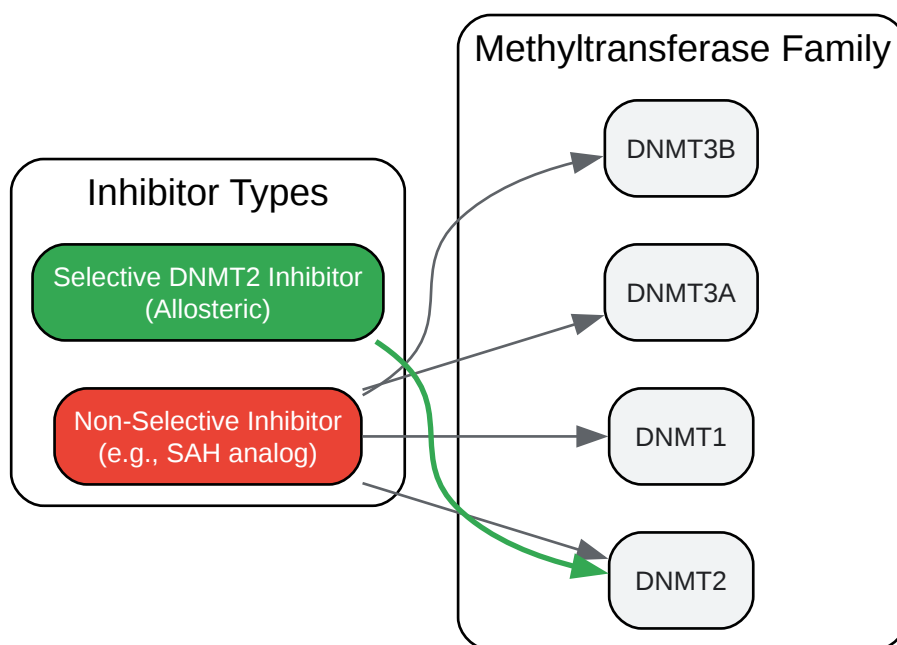 Methyltransferase Family
DNMT3B
Inhibitor Types
Selective DNMT2 Inhibitor
(Allosteric)
DNMT3A
Non-Selective Inhibitor
(e.g., SAH analog)
DNMT1
DNMT2